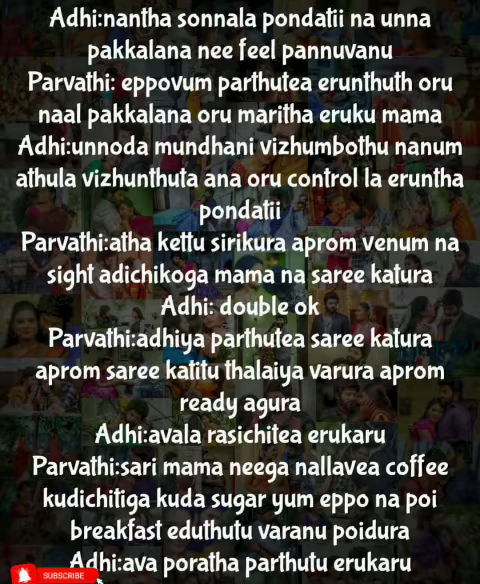 Adhi:nantha sonnala pondatii na unna
pakkalana nee feel pannuvanu
Parvathi: eppovum parthutea erunthuth oru
naal pakkalana oru maritha eruku mama
Adhi:unnoda mundhani vizhumbothu nanum
athula vizhunthuta ana oru control la eruntha
pondatii
Parvathi:atha kettu sirikura aprom venum na
sight adichikoga mama na saree katura
Adhi: double ok
Parvathi:adhiya parthutea saree katura
aprom saree katitu thalaiya varura aprom
ready agura
Adhi:avala rasichitea erukaru
Parvathi:sari mama neega nallavea coffee
kudichitiga kuda sugar yum eppo na poi
breakfast eduthutu varanu poidura
Adhi:ava poratha parthutu erukaru
SUBSCRIBE